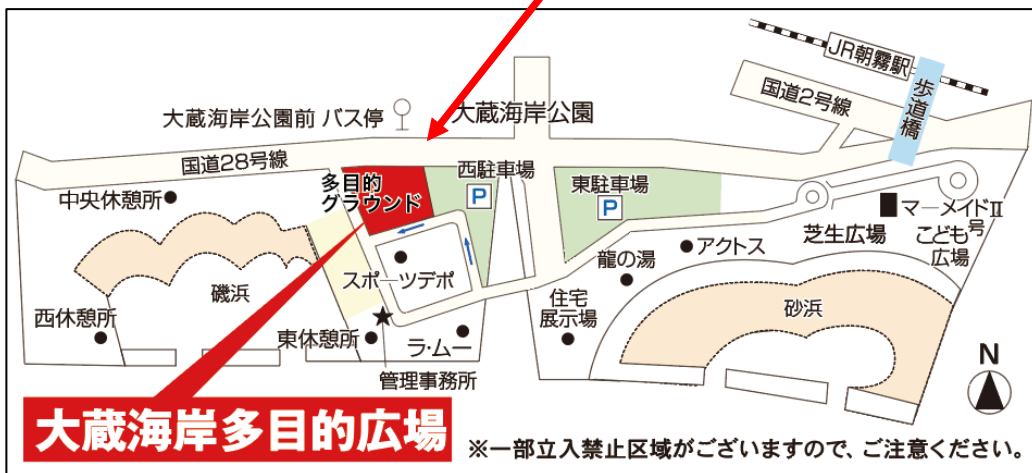 JR朝霧駅
国道2号線
歩道橋
大蔵海岸公園前 バス停
大蔵海岸公園
国道28号線
多目的
グラウンド
西駐車場
P
東駐車場
P
中央休憩所
マーメイドⅡ号
芝生広場
こども
広場
アクトス
龍の湯
スポーツデポ
磯浜
住宅
展示場
砂浜
西休憩所
東休憩所
ラ・ムー
管理事務所
N
大蔵海岸多目的広場
※一部立入禁止区域がございますので、ご注意ください。